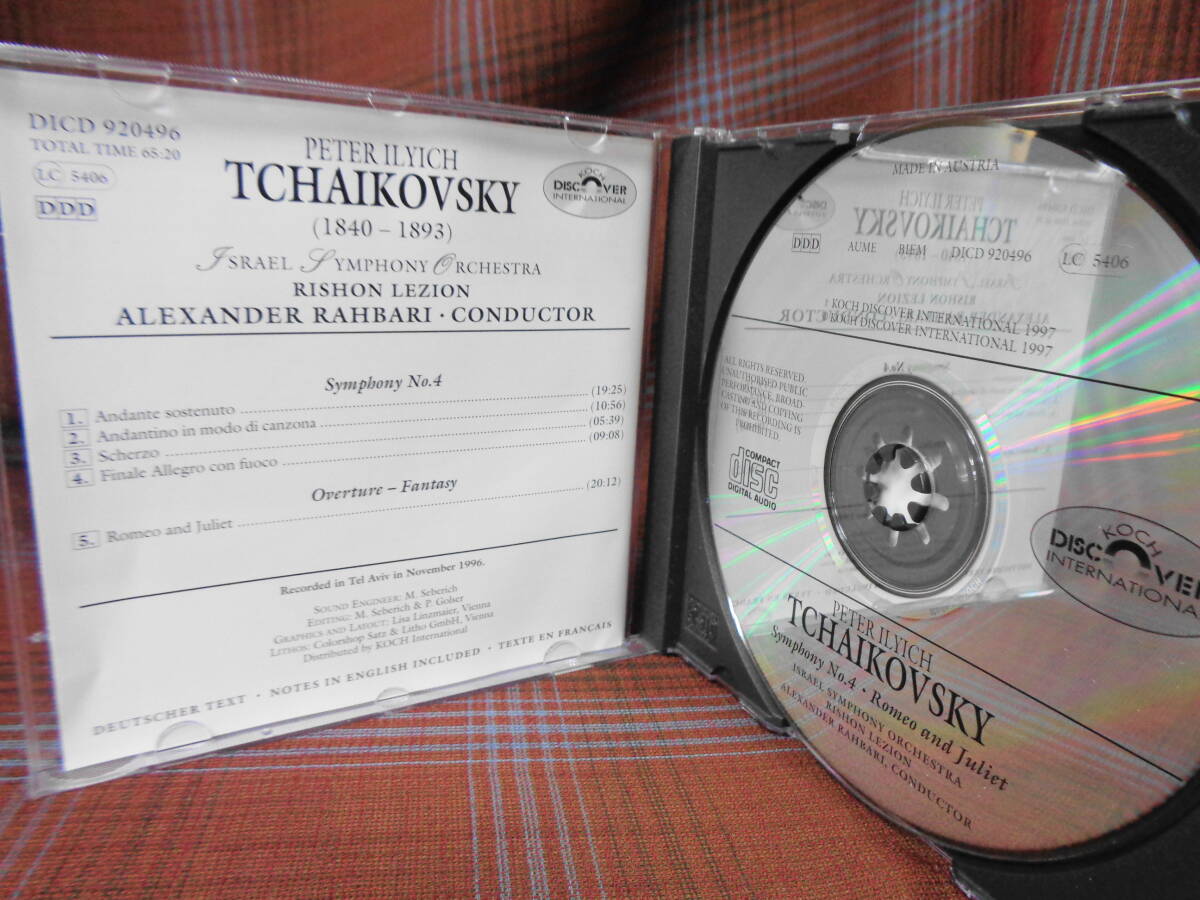 DICD 920496
TOTAL TIME 65:20
LC 5406
DDD
PETER ILYICH
TCHAIKOVSKY
(1840 – 1893)
KOCH
DISCOVER
INTERNATIONAL
ISRAEL SYMPHONY ORCHESTRA
RISHON LEZION
ALEXANDER RAHBARI · CONDUCTOR
Symphony No.4
1. Andante sostenuto (19:25)
2. Andantino in modo di canzona (10:56)
3. Scherzo (05:39)
4. Finale Allegro con fuoco (09:08)
Overture – Fantasy
5. Romeo and Juliet (20:12)
Recorded in Tel Aviv in November 1996.
SOUND ENGINEER: M. Seberich
EDITING: M. Seberich & P. Golser
GRAPHICS AND LAYOUT: Lisa Linzmaier, Vienna
LITHOS: Colorshop Satz & Litho GmbH, Vienna
Distributed by KOCH International
DEUTSCHER TEXT · NOTES IN ENGLISH INCLUDED · TEXTE EN FRANÇAIS
MADE IN AUSTRIA
DDD AUME BIEM DICD 920496 LC 5406
KOCH DISCOVER INTERNATIONAL 1997
KOCH DISCOVER INTERNATIONAL 1997
ALL RIGHTS RESERVED.
UNAUTHORISED PUBLIC
PERFORMANCE, BROAD-
CASTING AND COPYING
OF THIS RECORDING IS
PROHIBITED.
COMPACT
disc
DIGITAL AUDIO
KOCH
DISCOVER
INTERNATIONAL
PETER ILYICH
TCHAIKOVSKY
Symphony No.4 · Romeo and Juliet
ISRAEL SYMPHONY ORCHESTRA
RISHON LEZION
ALEXANDER RAHBARI, CONDUCTOR